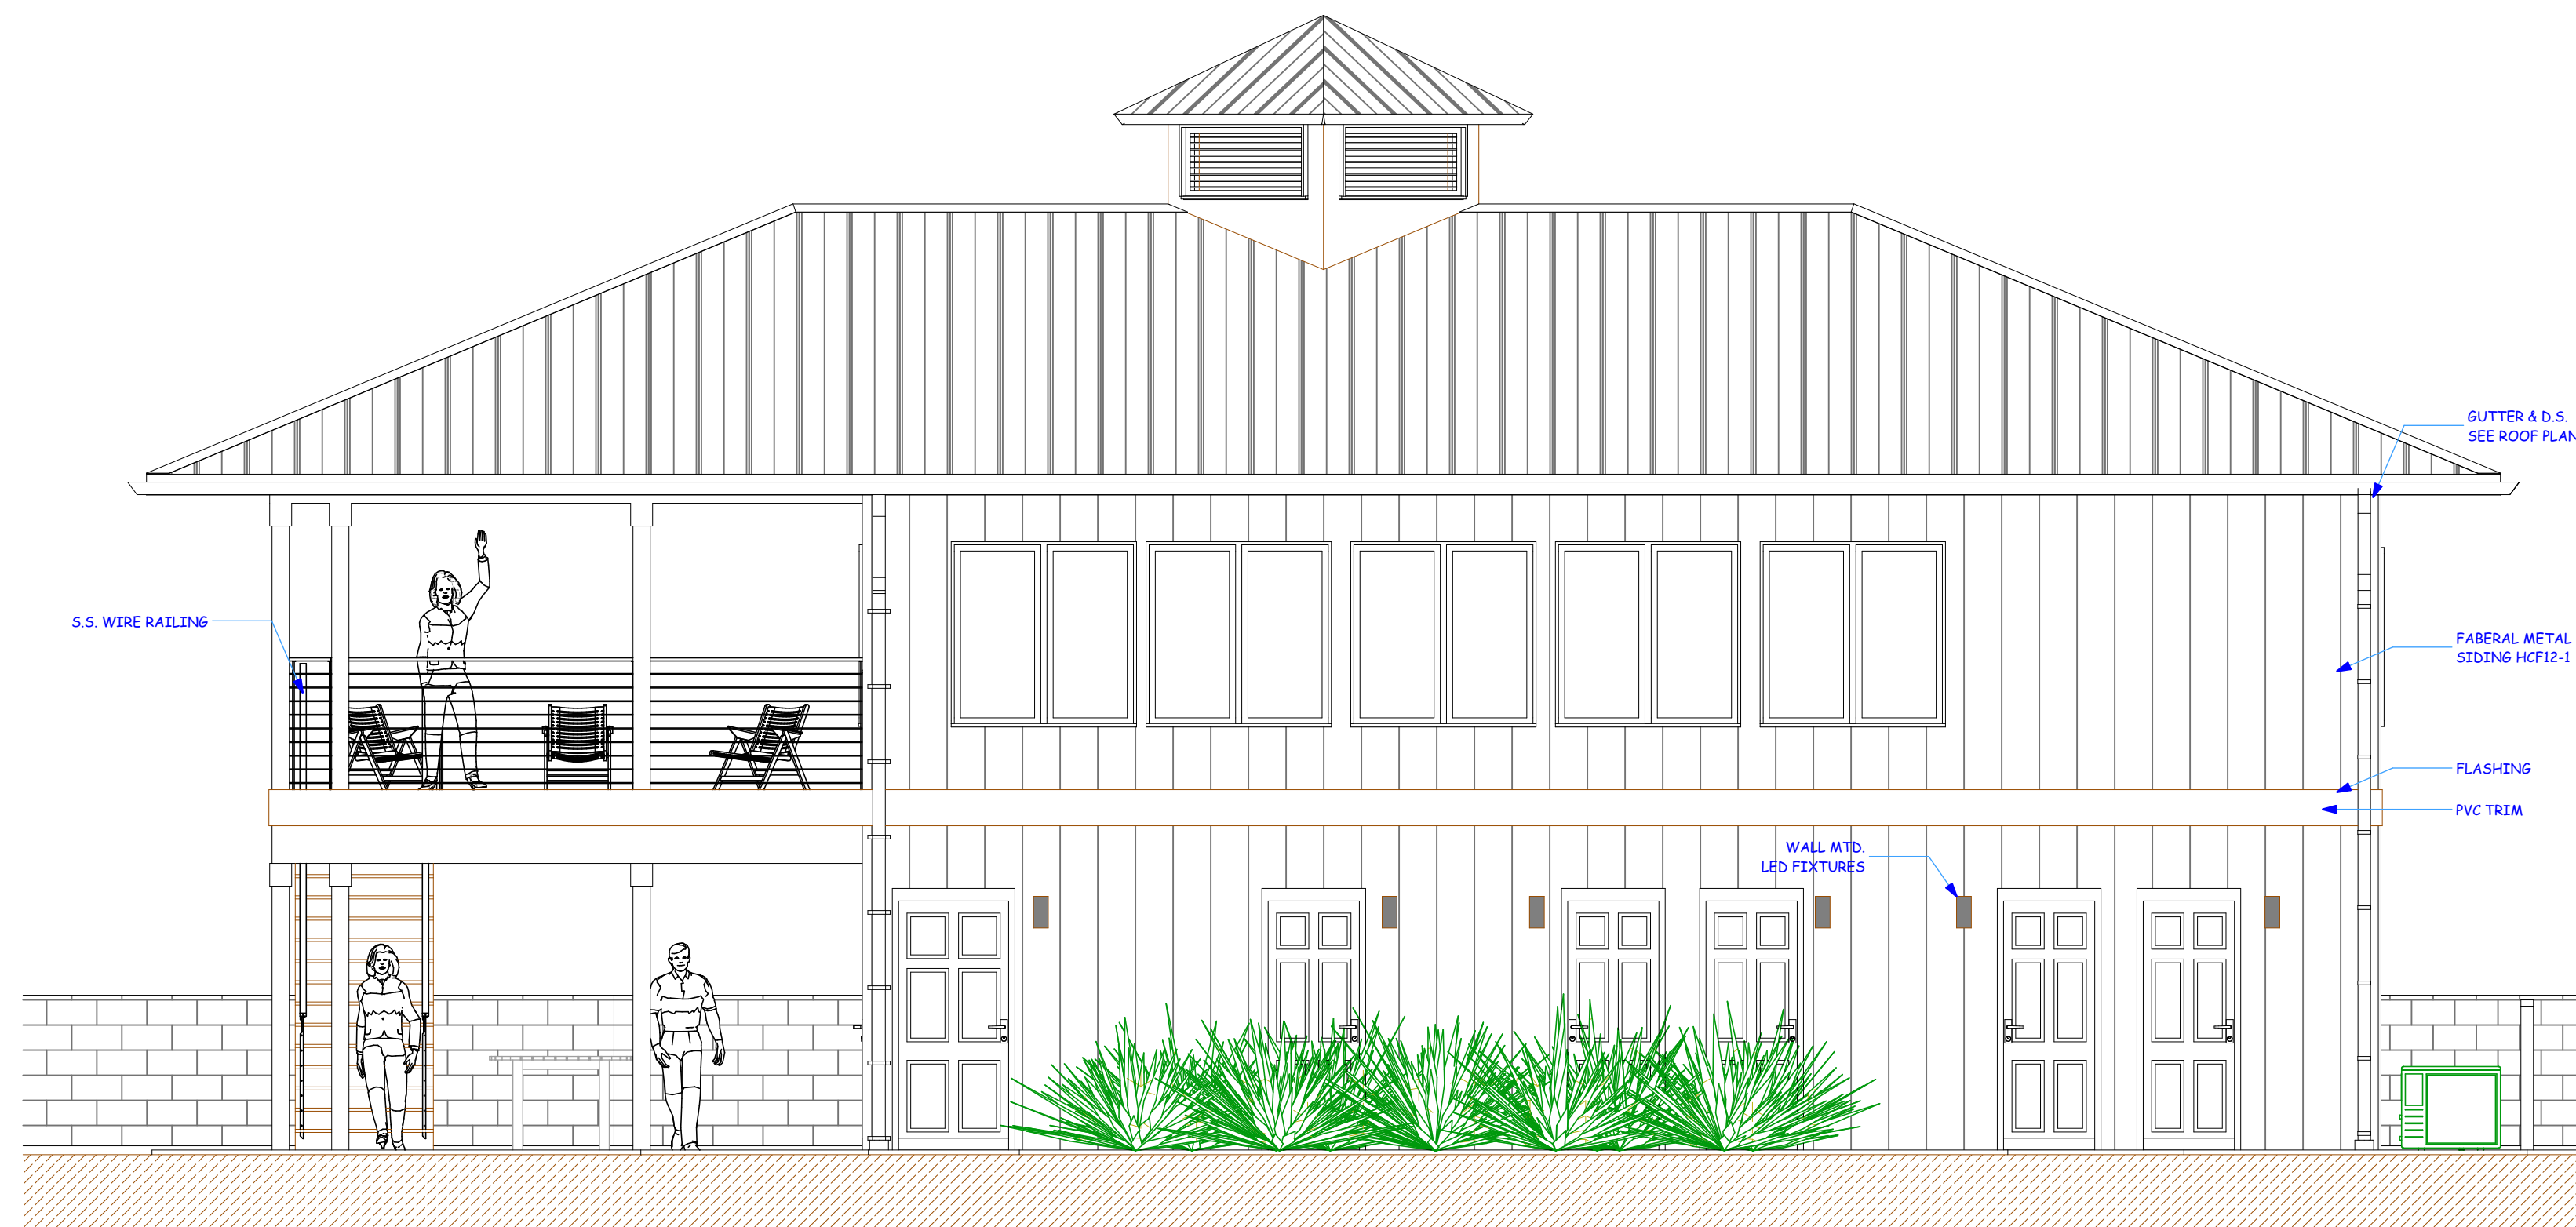 GUTTER & D.S.
SEE ROOF PLAN
S.S. WIRE RAILING
FABERAL METAL
SIDING HCF12-1
FLASHING
PVC TRIM
WALL MTD.
LED FIXTURES